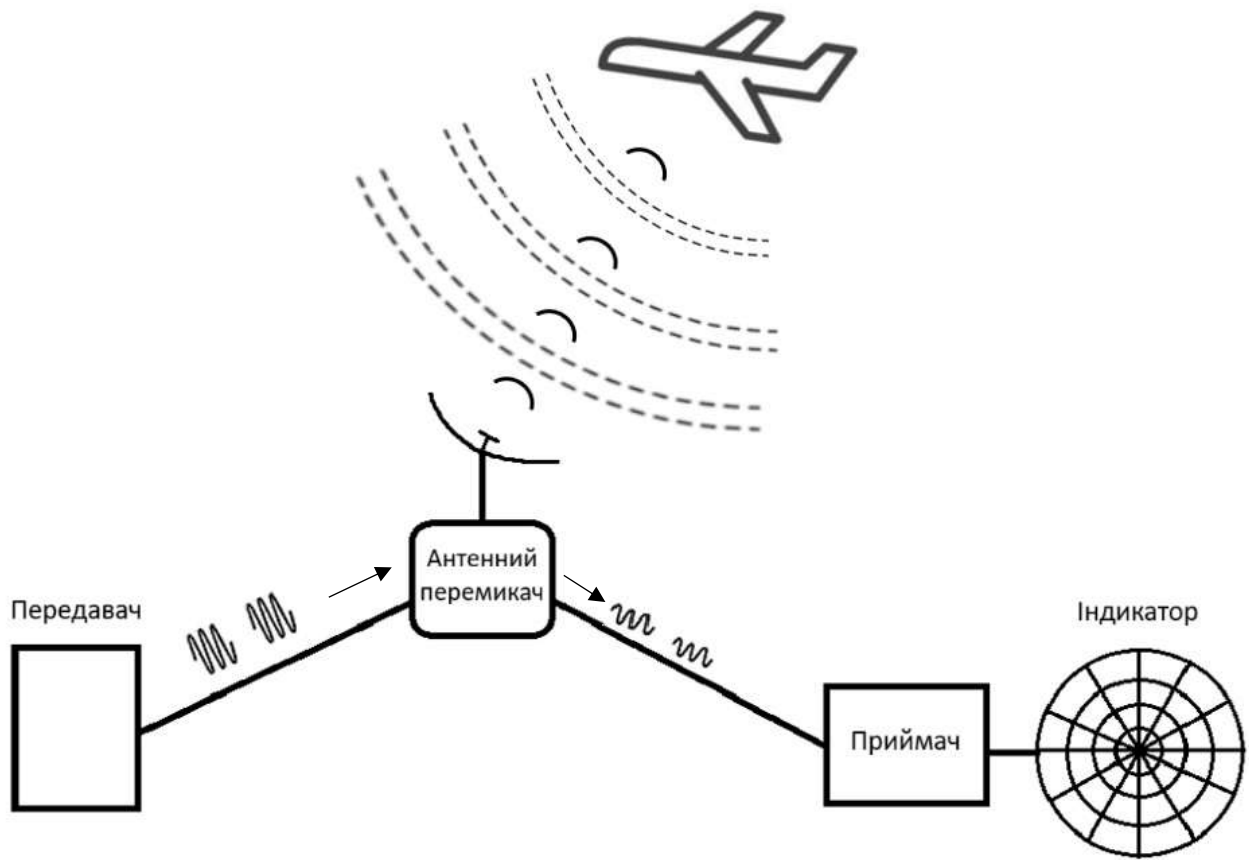 Антенний
перемикач
Передавач
Індикатор
Приймач